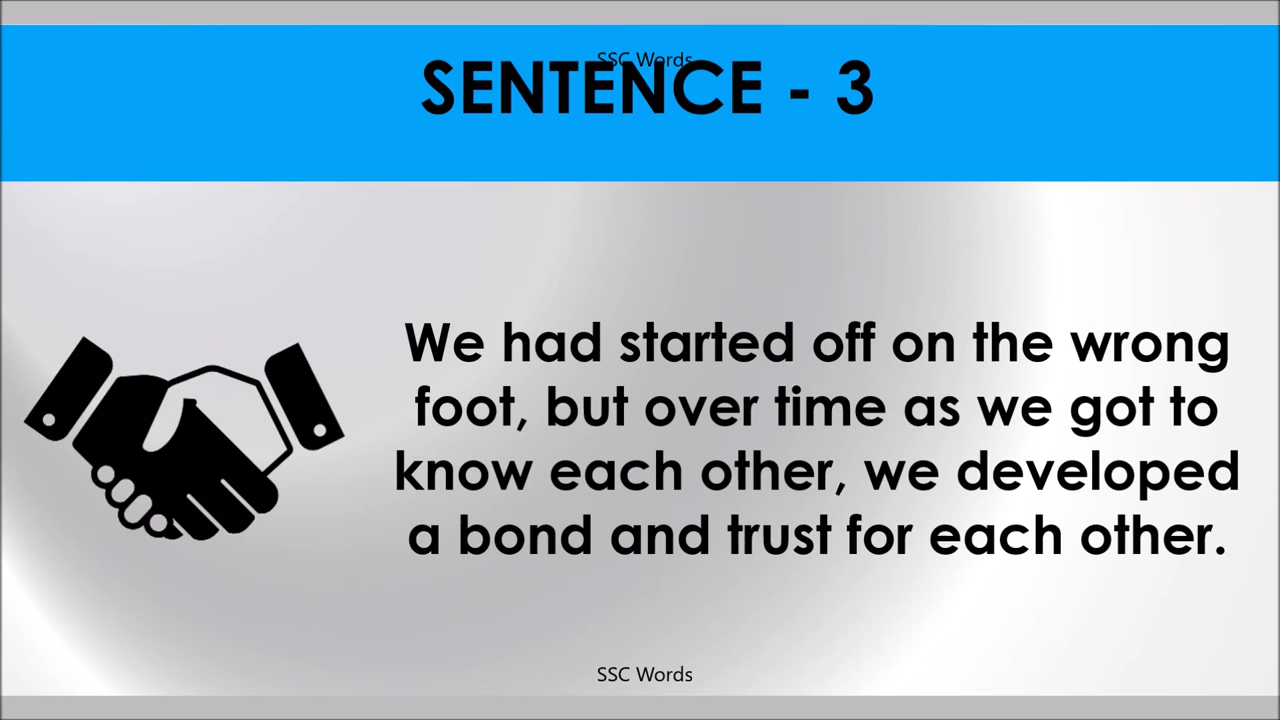 SSC Words
SENTENCE - 3
We had started off on the wrong
foot, but over time as we got to
know each other, we developed
a bond and trust for each other.
SSC Words